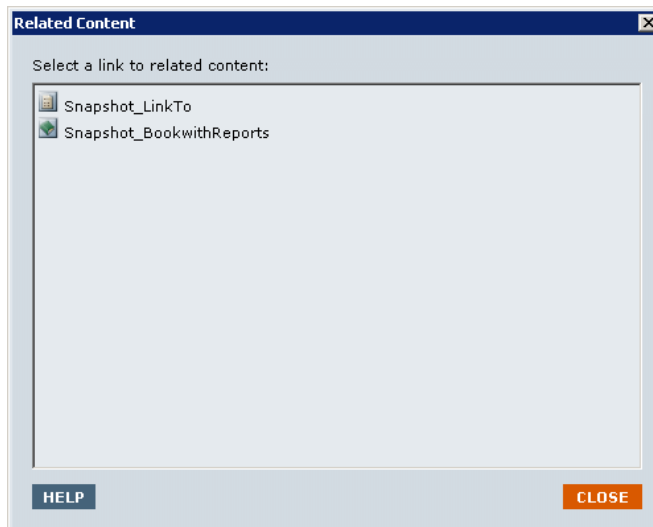 Related Content
Select a link to related content:
Snapshot_LinkTo
Snapshot_BookwithReports
HELP
CLOSE